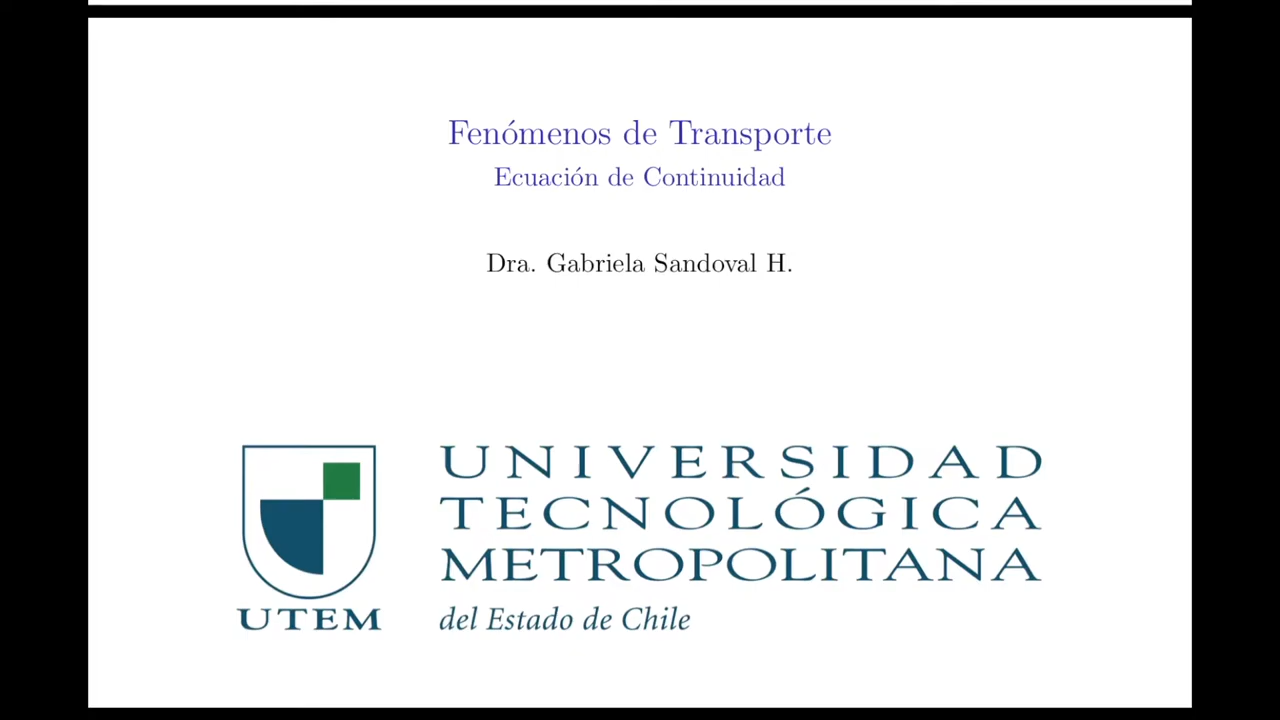 Fenómenos de Transporte
Ecuación de Continuidad
Dra. Gabriela Sandoval H.
UNIVERSIDAD
TECNOLÓGICA
METROPOLITANA
UTEM
del Estado de Chile